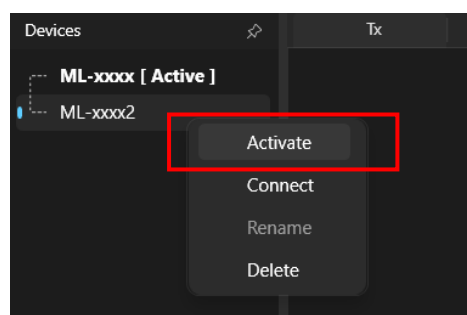 Devices
Tx
ML-xxxx [ Active ]
ML-xxxx2
Activate
Connect
Rename
Delete